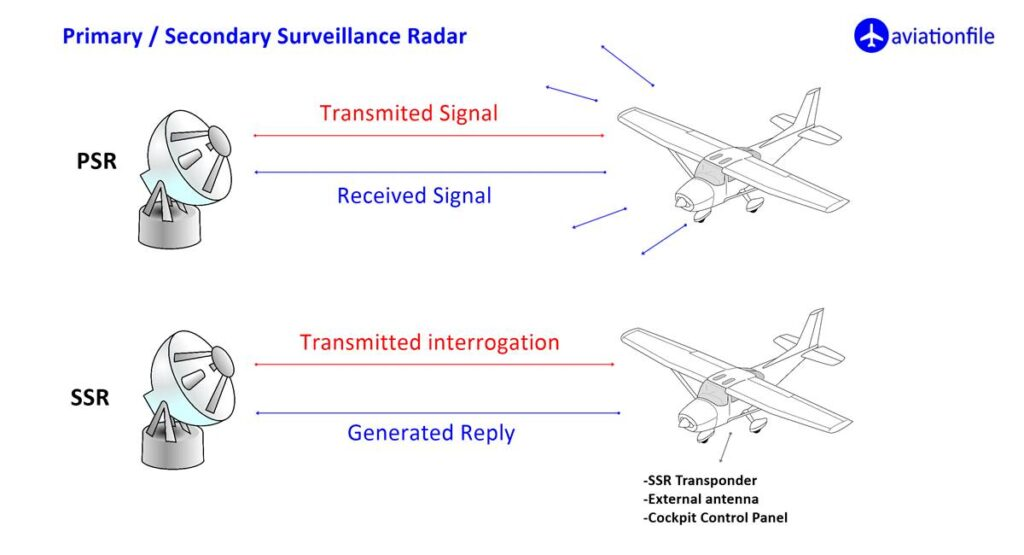 Primary / Secondary Surveillance Radar
aviationfile
Transmited Signal
PSR
Received Signal
Transmitted interrogation
SSR
Generated Reply
-SSR Transponder
-External antenna
-Cockpit Control Panel